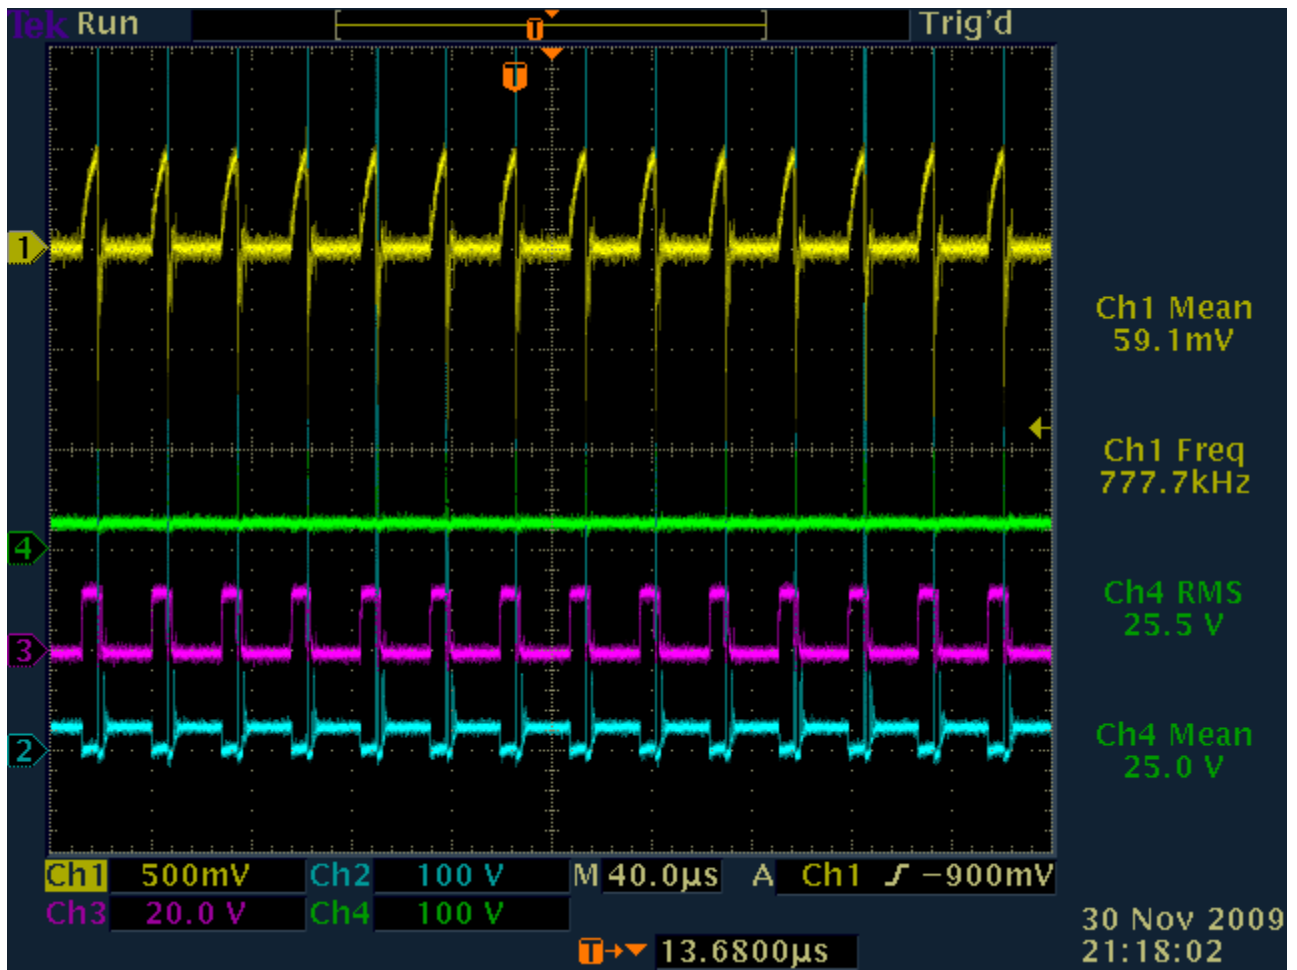 Tek Run Trig'd
T
T
1
Ch1 Mean
59.1mV
Ch1 Freq
777.7kHz
4
Ch4 RMS
25.5 V
3
Ch4 Mean
25.0 V
2
Ch1 500mV Ch2 100 V M 40.0µs A Ch1 -900mV
Ch3 20.0 V Ch4 100 V
T 13.6800µs
30 Nov 2009
21:18:02